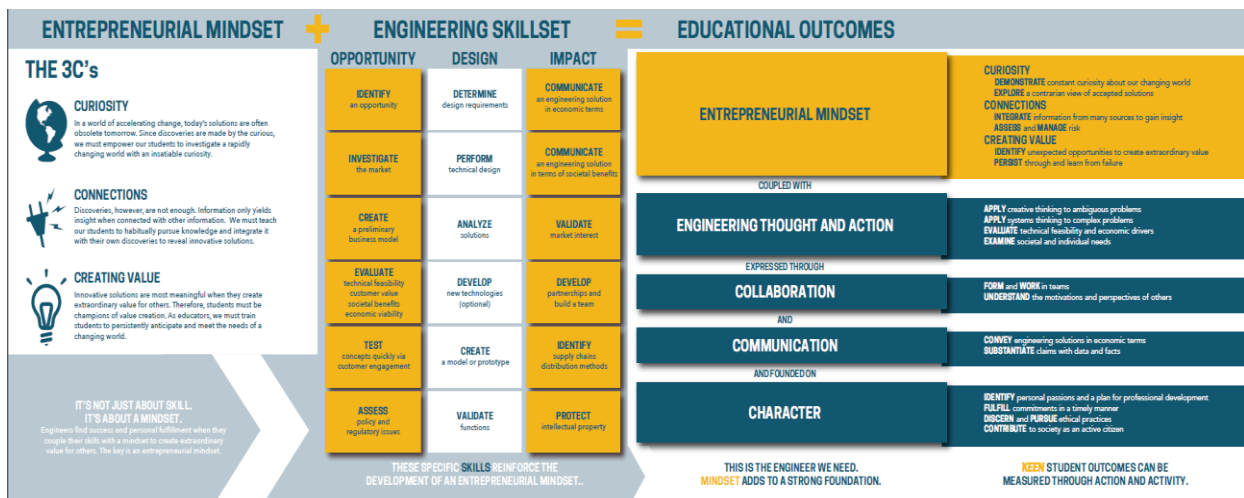 ENTREPRENEURIAL MINDSET + ENGINEERING SKILLSET = EDUCATIONAL OUTCOMES
THE 3C's
CURIOSITY
In a world of accelerating change, today's solutions are often
obsolete tomorrow. Since discoveries are made by the curious,
we must empower our students to investigate a rapidly
changing world with an insatiable curiosity.
CONNECTIONS
Discoveries, however, are not enough. Information only yields
insight when connected with other information. We must teach
our students to habitually pursue knowledge and integrate it
with their own discoveries to reveal innovative solutions.
CREATING VALUE
Innovative solutions are most meaningful when they create
extraordinary value for others. Therefore, students must be
champions of value creation. As educators, we must train
students to persistently anticipate and meet the needs of a
changing world.
IT'S NOT JUST ABOUT SKILL.
IT'S ABOUT A MINDSET.
Engineers find success and personal fulfillment when they
couple their skills with a mindset to create extraordinary
value for others. The key is an entrepreneurial mindset.
OPPORTUNITY
IDENTIFY
an opportunity
INVESTIGATE
the market
CREATE
a preliminary
business model
EVALUATE
technical feasibility
customer value
societal benefits
economic viability
TEST
concepts quickly via
customer engagement
ASSESS
policy and
regulatory issues
DESIGN
DETERMINE
design requirements
PERFORM
technical design
ANALYZE
solutions
DEVELOP
new technologies
(optional)
CREATE
a model or prototype
VALIDATE
functions
IMPACT
COMMUNICATE
an engineering solution
in economic terms
COMMUNICATE
an engineering solution
in terms of societal benefits
VALIDATE
market interest
DEVELOP
partnerships and
build a team
IDENTIFY
supply chains
distribution methods
PROTECT
intellectual property
THESE SPECIFIC SKILLS REINFORCE THE
DEVELOPMENT OF AN ENTREPRENEURIAL MINDSET..
ENTREPRENEURIAL MINDSET
CURIOSITY
DEMONSTRATE constant curiosity about our changing world
EXPLORE a contrarian view of accepted solutions
CONNECTIONS
INTEGRATE information from many sources to gain insight
ASSESS and MANAGE risk
CREATING VALUE
IDENTIFY unexpected opportunities to create extraordinary value
PERSIST through and learn from failure
COUPLED WITH
ENGINEERING THOUGHT AND ACTION
APPLY creative thinking to ambiguous problems
APPLY systems thinking to complex problems
EVALUATE technical feasibility and economic drivers
EXAMINE societal and individual needs
EXPRESSED THROUGH
COLLABORATION
FORM and WORK in teams
UNDERSTAND the motivations and perspectives of others
AND
COMMUNICATION
CONVEY engineering solutions in economic terms
SUBSTANTIATE claims with data and facts
AND FOUNDED ON
CHARACTER
IDENTIFY personal passions and a plan for professional development
FULFILL commitments in a timely manner
DISCERN and PURSUE ethical practices
CONTRIBUTE to society as an active citizen
THIS IS THE ENGINEER WE NEED.
MINDSET ADDS TO A STRONG FOUNDATION.
KEEN STUDENT OUTCOMES CAN BE
MEASURED THROUGH ACTION AND ACTIVITY.